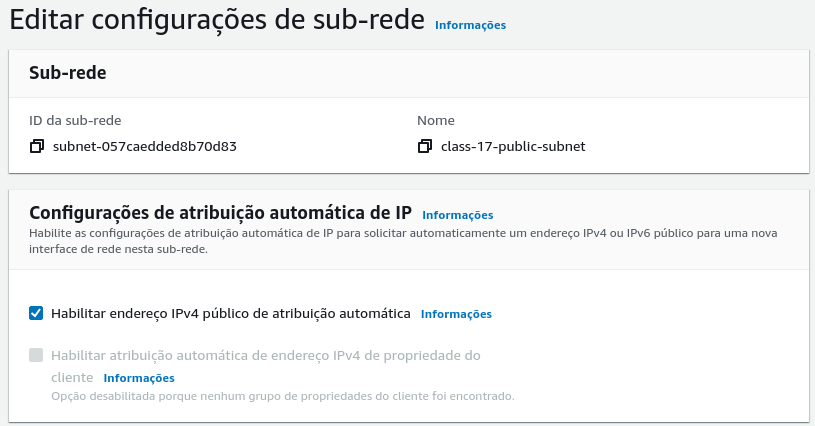 Editar configurações de sub-rede Informações
Sub-rede
ID da sub-rede
subnet-057caedded8b70d83
Nome
class-17-public-subnet
Configurações de atribuição automática de IP Informações
Habilite as configurações de atribuição automática de IP para solicitar automaticamente um endereço IPv4 ou IPv6 público para uma nova
interface de rede nesta sub-rede.
Habilitar endereço IPv4 público de atribuição automática Informações
Habilitar atribuição automática de endereço IPv4 de propriedade do
cliente Informações
Opção desabilitada porque nenhum grupo de propriedades do cliente foi encontrado.